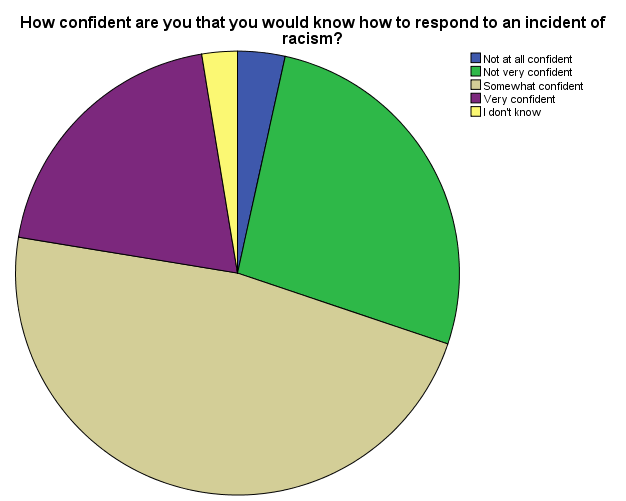 How confident are you that you would know how to respond to an incident of
racism?
Not at all confident
Not very confident
Somewhat confident
Very confident
I don't know